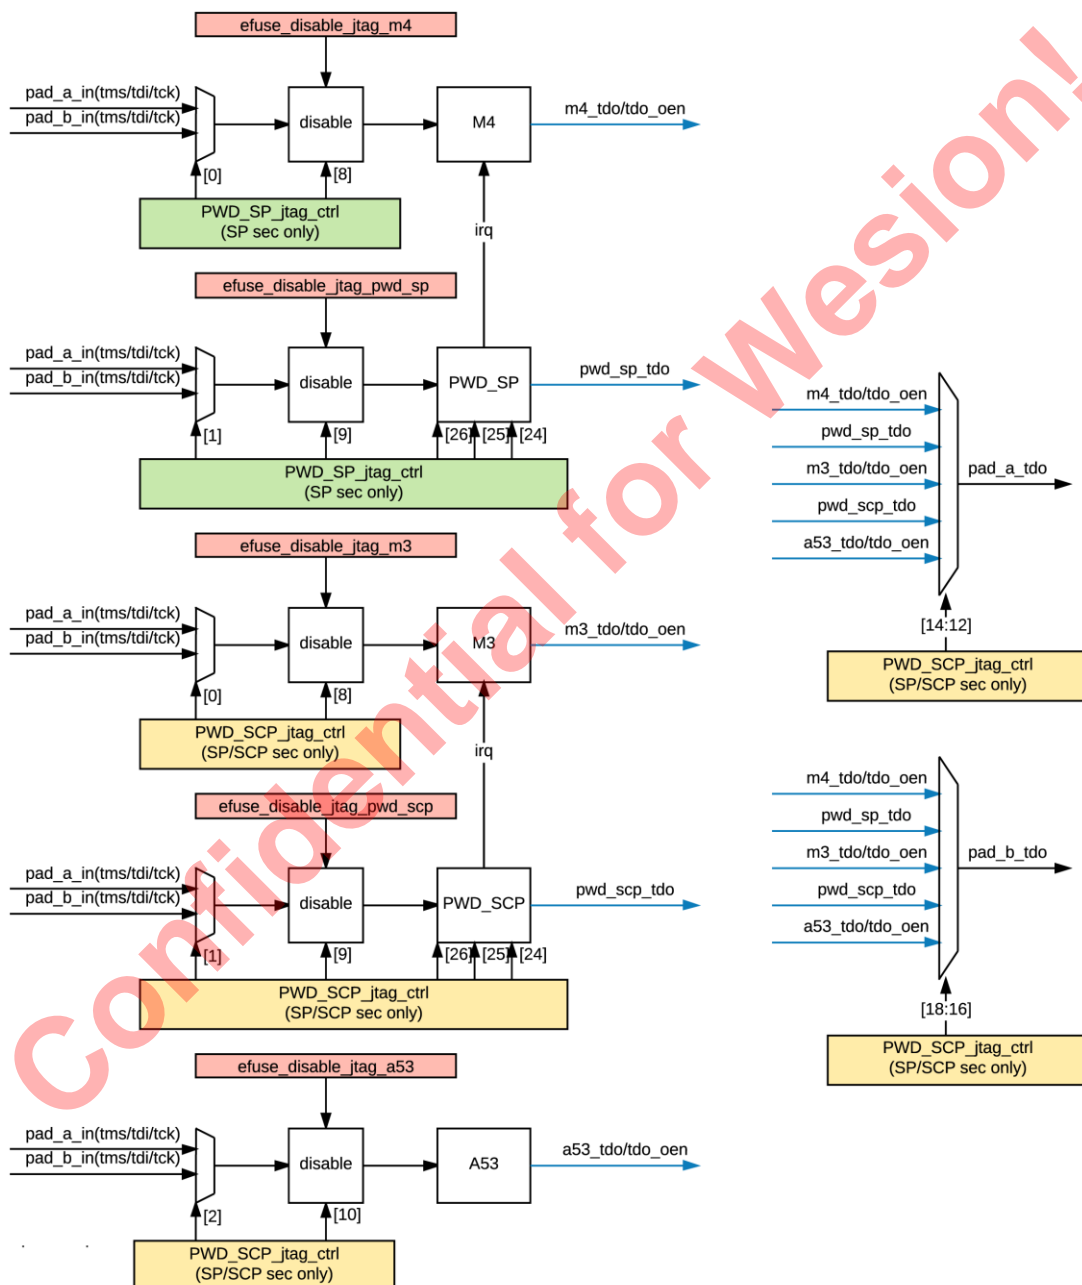 efuse_disable_jtag_m4
pad_a_in(tms/tdi/tck)
pad_b_in(tms/tdi/tck)
disable
M4
m4_tdo/tdo_oen
[0]
[8]
PWD_SP_jtag_ctrl
(SP sec only)
irq
efuse_disable_jtag_pwd_sp
pad_a_in(tms/tdi/tck)
pad_b_in(tms/tdi/tck)
disable
PWD_SP
pwd_sp_tdo
[1]
[9]
[26]
[25]
[24]
PWD_SP_jtag_ctrl
(SP sec only)
efuse_disable_jtag_m3
pad_a_in(tms/tdi/tck)
pad_b_in(tms/tdi/tck)
disable
M3
m3_tdo/tdo_oen
[0]
[8]
PWD_SCP_jtag_ctrl
(SP/SCP sec only)
irq
efuse_disable_jtag_pwd_scp
pad_a_in(tms/tdi/tck)
pad_b_in(tms/tdi/tck)
disable
PWD_SCP
pwd_scp_tdo
[1]
[9]
[26]
[25]
[24]
PWD_SCP_jtag_ctrl
(SP/SCP sec only)
efuse_disable_jtag_a53
pad_a_in(tms/tdi/tck)
pad_b_in(tms/tdi/tck)
disable
A53
a53_tdo/tdo_oen
[2]
[10]
PWD_SCP_jtag_ctrl
(SP/SCP sec only)
m4_tdo/tdo_oen
pwd_sp_tdo
m3_tdo/tdo_oen
pwd_scp_tdo
a53_tdo/tdo_oen
pad_a_tdo
[14:12]
PWD_SCP_jtag_ctrl
(SP/SCP sec only)
m4_tdo/tdo_oen
pwd_sp_tdo
m3_tdo/tdo_oen
pwd_scp_tdo
a53_tdo/tdo_oen
pad_b_tdo
[18:16]
PWD_SCP_jtag_ctrl
(SP/SCP sec only)
Confidential for Wesion!